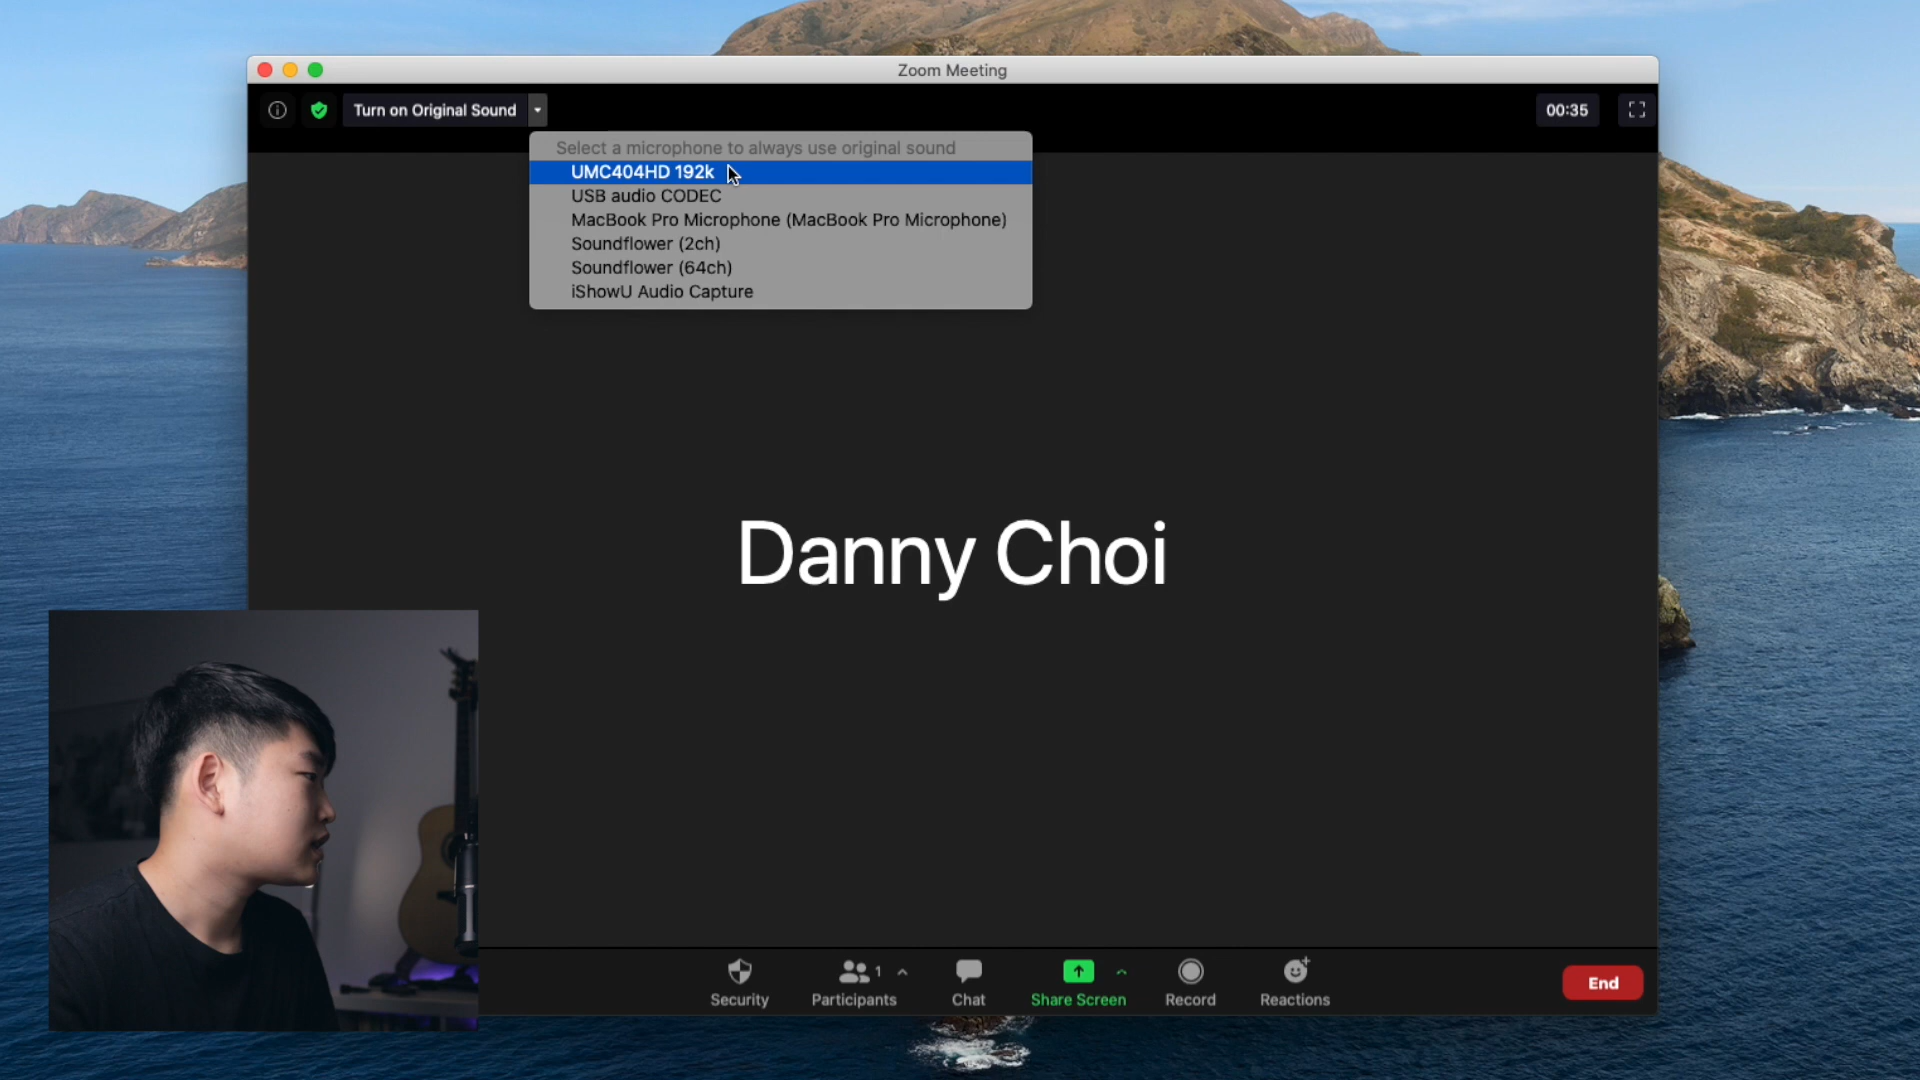 Zoom Meeting
Turn on Original Sound
00:35
Select a microphone to always use original sound
UMC404HD 192k
USB audio CODEC
MacBook Pro Microphone (MacBook Pro Microphone)
Soundflower (2ch)
Soundflower (64ch)
iShowU Audio Capture
Danny Choi
1
Security
Participants
Chat
Share Screen
Record
Reactions
End